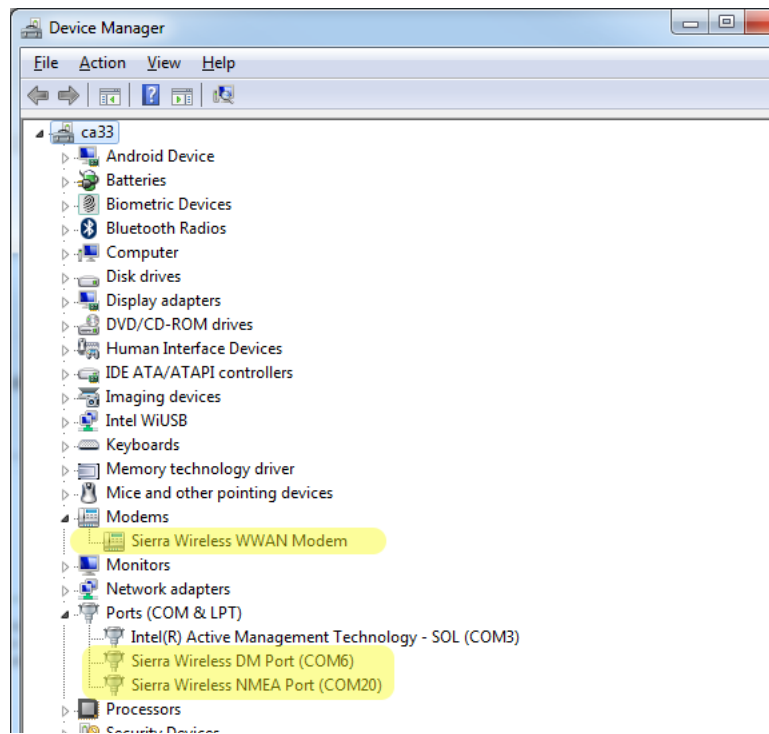 Device Manager
File Action View Help
ca33
Android Device
Batteries
Biometric Devices
Bluetooth Radios
Computer
Disk drives
Display adapters
DVD/CD-ROM drives
Human Interface Devices
IDE ATA/ATAPI controllers
Imaging devices
Intel WiUSB
Keyboards
Memory technology driver
Mice and other pointing devices
Modems
Sierra Wireless WWAN Modem
Monitors
Network adapters
Ports (COM & LPT)
Intel(R) Active Management Technology - SOL (COM3)
Sierra Wireless DM Port (COM6)
Sierra Wireless NMEA Port (COM20)
Processors
Security Devices